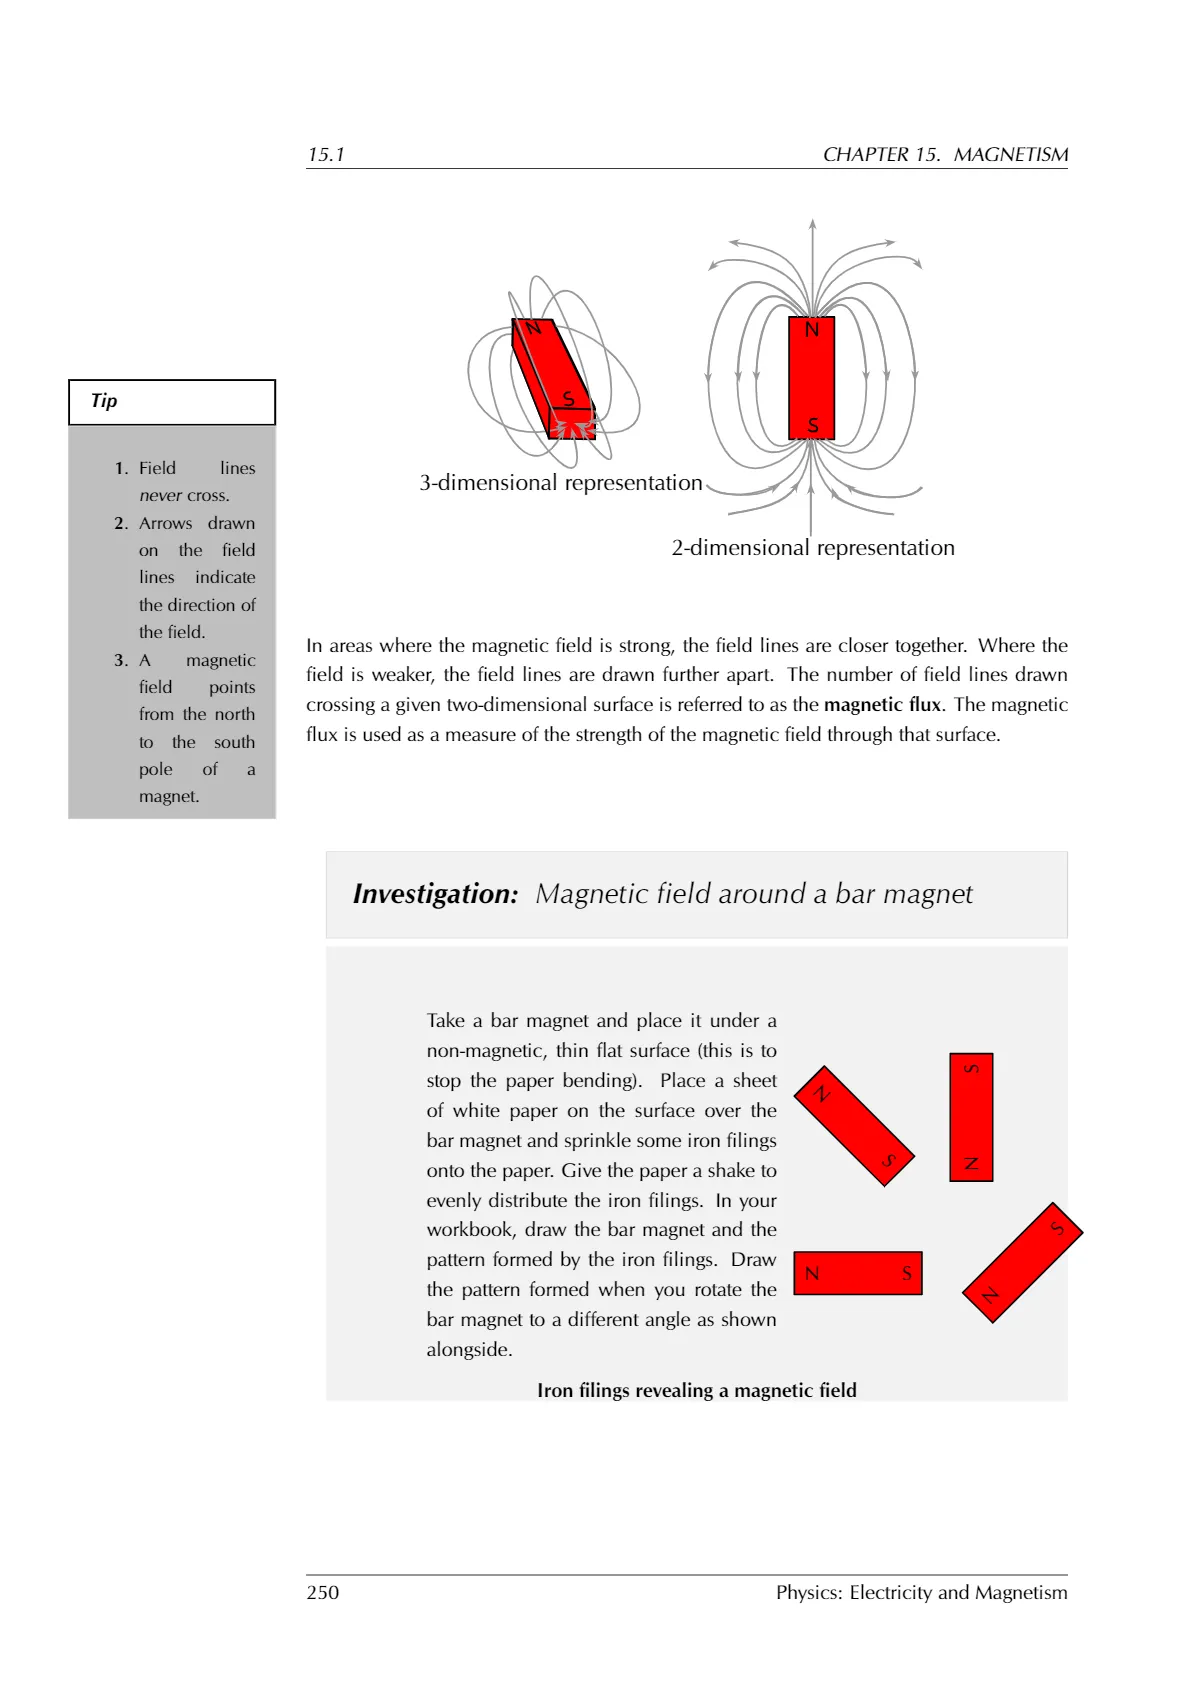 15.1 CHAPTER 15. MAGNETISM
N
S
3-dimensional representation
N
S
2-dimensional representation
Tip
1. Field lines
never cross.
2. Arrows drawn
on the field
lines indicate
the direction of
the field.
3. A magnetic
field points
from the north
to the south
pole of a
magnet.
In areas where the magnetic field is strong, the field lines are closer together. Where the
field is weaker, the field lines are drawn further apart. The number of field lines drawn
crossing a given two-dimensional surface is referred to as the magnetic flux. The magnetic
flux is used as a measure of the strength of the magnetic field through that surface.
Investigation: Magnetic field around a bar magnet
Take a bar magnet and place it under a
non-magnetic, thin flat surface (this is to
stop the paper bending). Place a sheet
of white paper on the surface over the
bar magnet and sprinkle some iron filings
onto the paper. Give the paper a shake to
evenly distribute the iron filings. In your
workbook, draw the bar magnet and the
pattern formed by the iron filings. Draw
the pattern formed when you rotate the
bar magnet to a different angle as shown
alongside.
N
S
S
N
N S
S
N
Iron filings revealing a magnetic field
250 Physics: Electricity and Magnetism